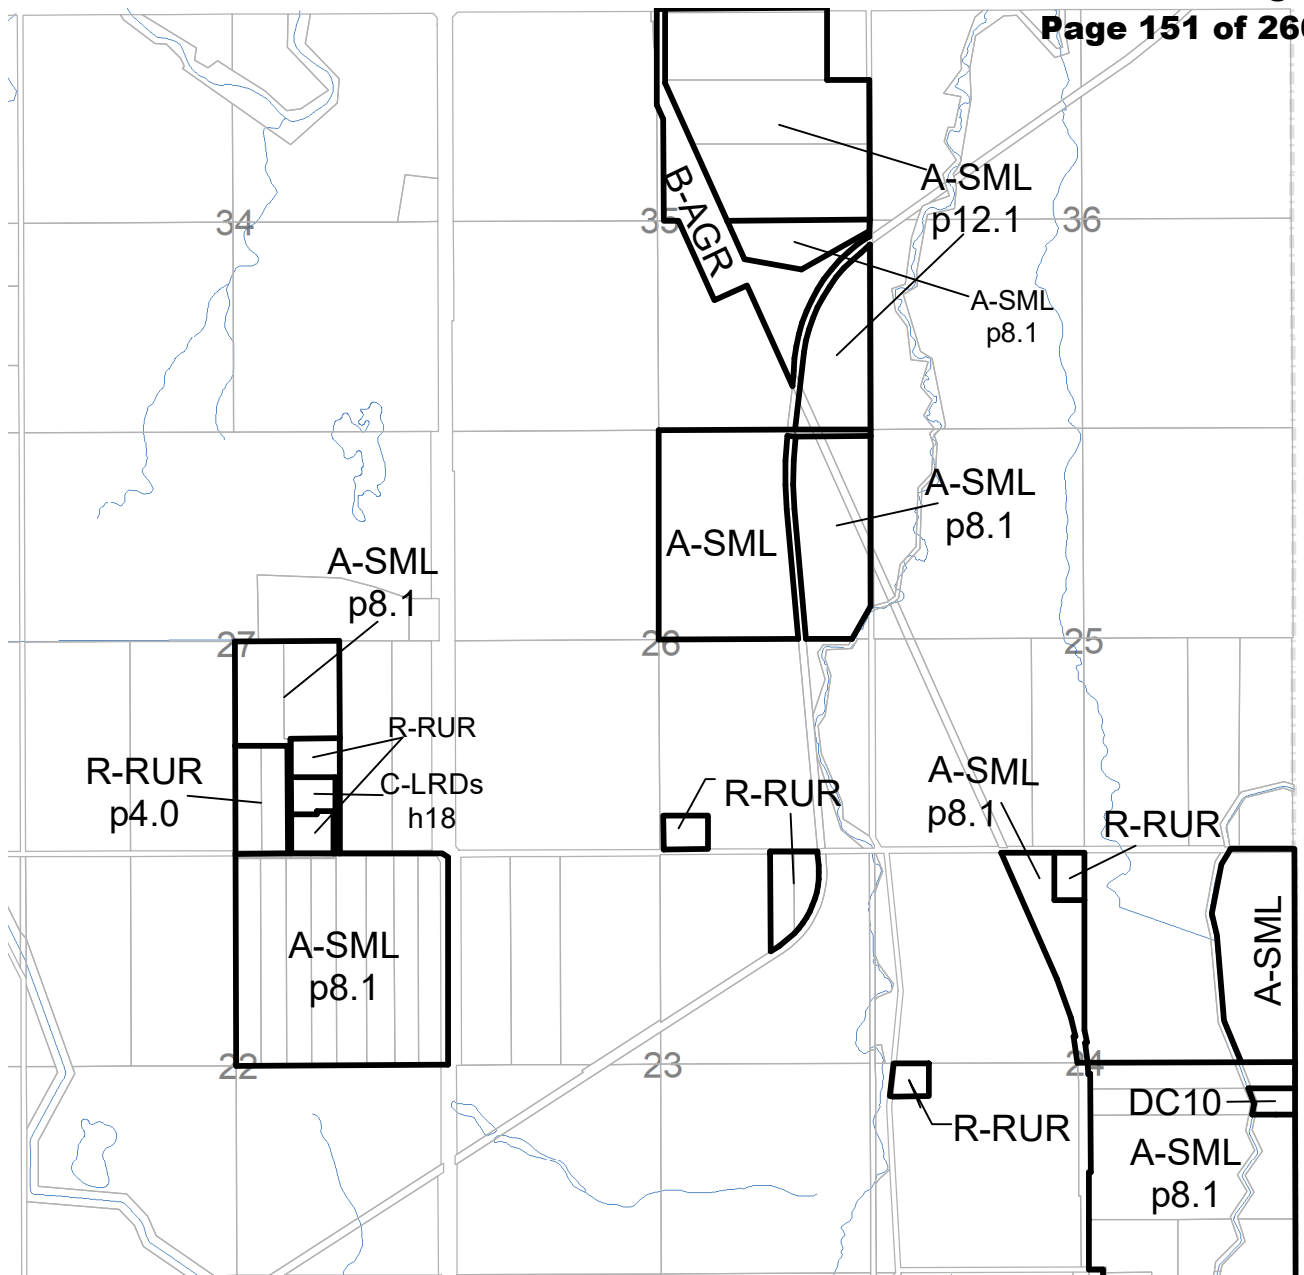 Page 151 of 26
A-SML
p12.1
34
35
36
B-AGR
A-SML
p8.1
A-SML
p8.1
A-SML
A-SML
p8.1
27
26
25
R-RUR
R-RUR
p4.0
C-LRDs
h18
R-RUR
A-SML
p8.1
R-RUR
A-SML
p8.1
A-SML
22
23
24
DC10
R-RUR
A-SML
p8.1